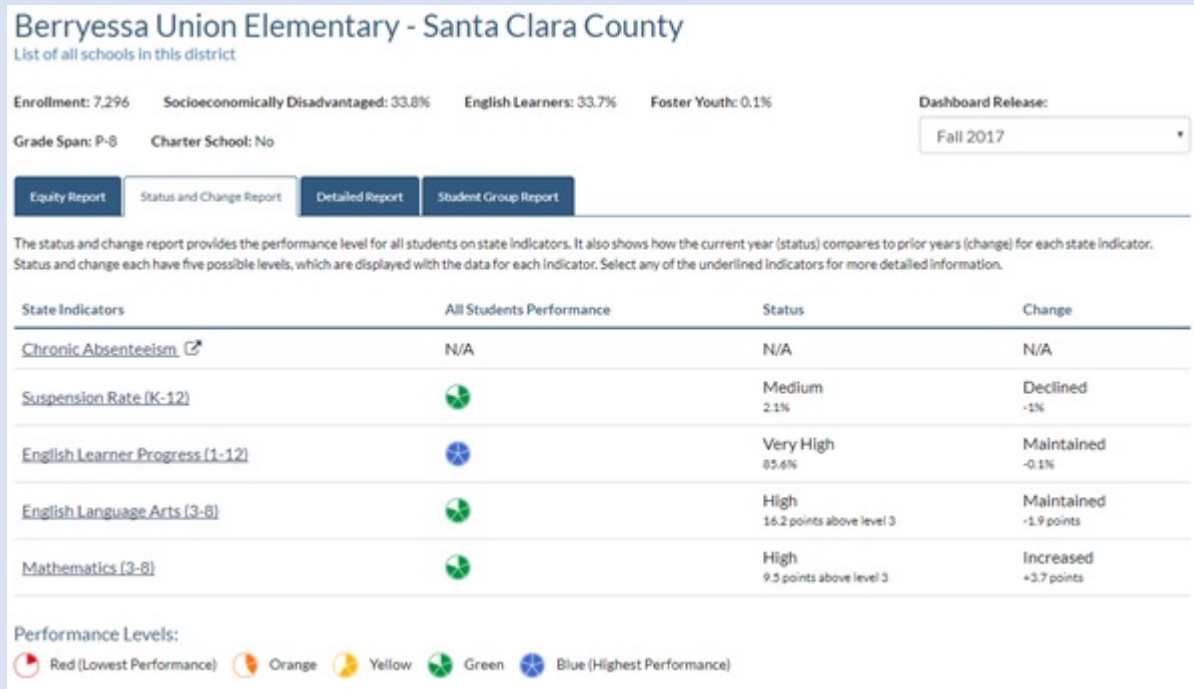 Berryessa Union Elementary - Santa Clara County
List of all schools in this district
Enrollment: 7,296 Socioeconomically Disadvantaged: 33.8% English Learners: 33.7% Foster Youth: 0.1% Dashboard Release:
Grade Span: P-8 Charter School: No Fall 2017
Equity Report Status and Change Report Detailed Report Student Group Report
The status and change report provides the performance level for all students on state indicators. It also shows how the current year (status) compares to prior years (change) for each state indicator.
Status and change each have five possible levels, which are displayed with the data for each indicator. Select any of the underlined indicators for more detailed information.
State Indicators All Students Performance Status Change
Chronic Absenteeism N/A N/A N/A
Suspension Rate (K-12) Medium Declined
2.1% -1%
English Learner Progress (1-12) Very High Maintained
85.6% -0.1%
English Language Arts (3-8) High Maintained
16.2 points above level 3 -1.9 points
Mathematics (3-8) High Increased
9.5 points above level 3 +3.7 points
Performance Levels:
Red (Lowest Performance) Orange Yellow Green Blue (Highest Performance)